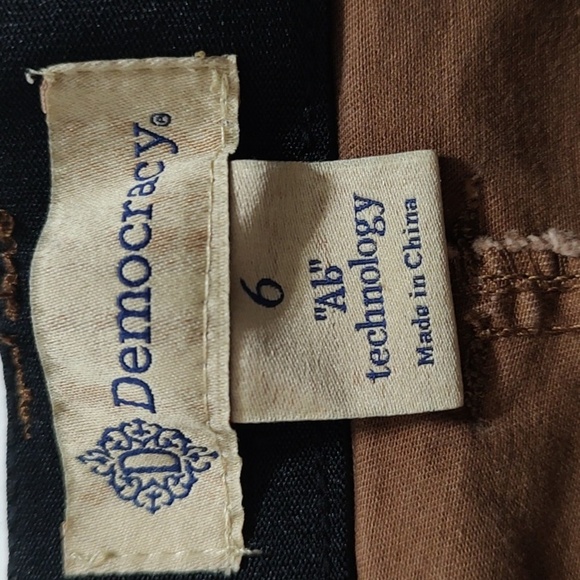 Democracy®
D
6
"Ab"
technology
Made in China